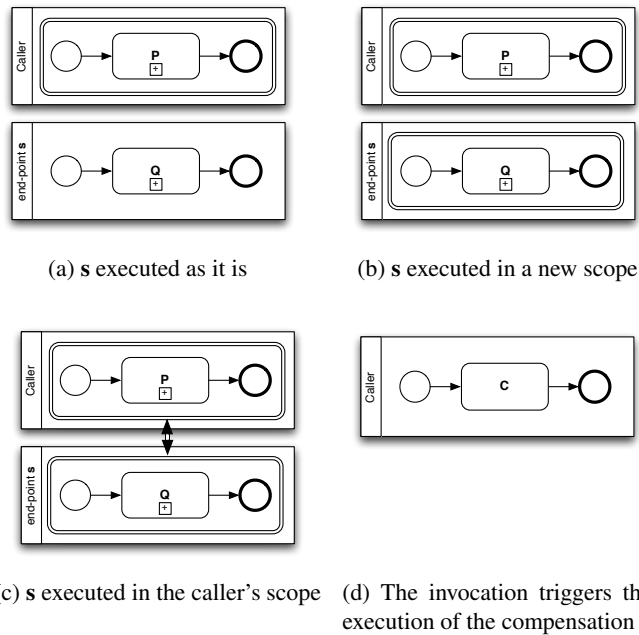 Caller
P
+
end-point s
Q
+
(a) s executed as it is
Caller
P
+
end-point s
Q
+
(b) s executed in a new scope
Caller
P
+
end-point s
Q
+
c) s executed in the caller's scope
Caller
C
(d) The invocation triggers th
execution of the compensation